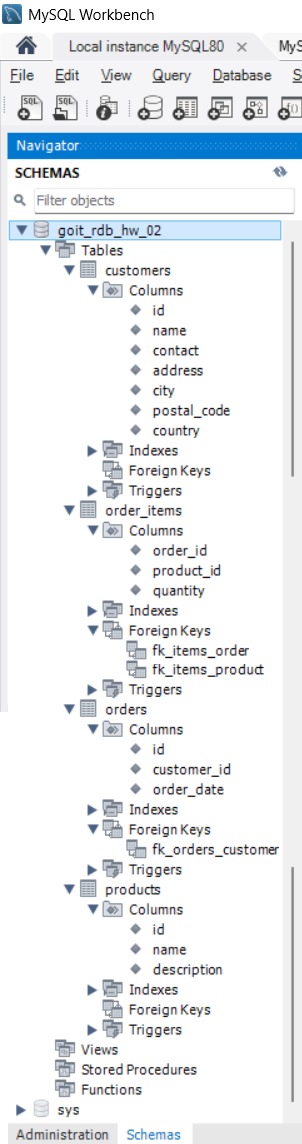 MySQL Workbench
Local instance MySQL80 × MyS
File Edit View Query Database S
SQL SQL
Navigator
SCHEMAS
Filter objects
goit_rdb_hw_02
Tables
customers
Columns
id
name
contact
address
city
postal_code
country
Indexes
Foreign Keys
Triggers
order_items
Columns
order_id
product_id
quantity
Indexes
Foreign Keys
fk_items_order
fk_items_product
Triggers
orders
Columns
id
customer_id
order_date
Indexes
Foreign Keys
fk_orders_customer
Triggers
products
Columns
id
name
description
Indexes
Foreign Keys
Triggers
Views
Stored Procedures
Functions
sys
Administration Schemas